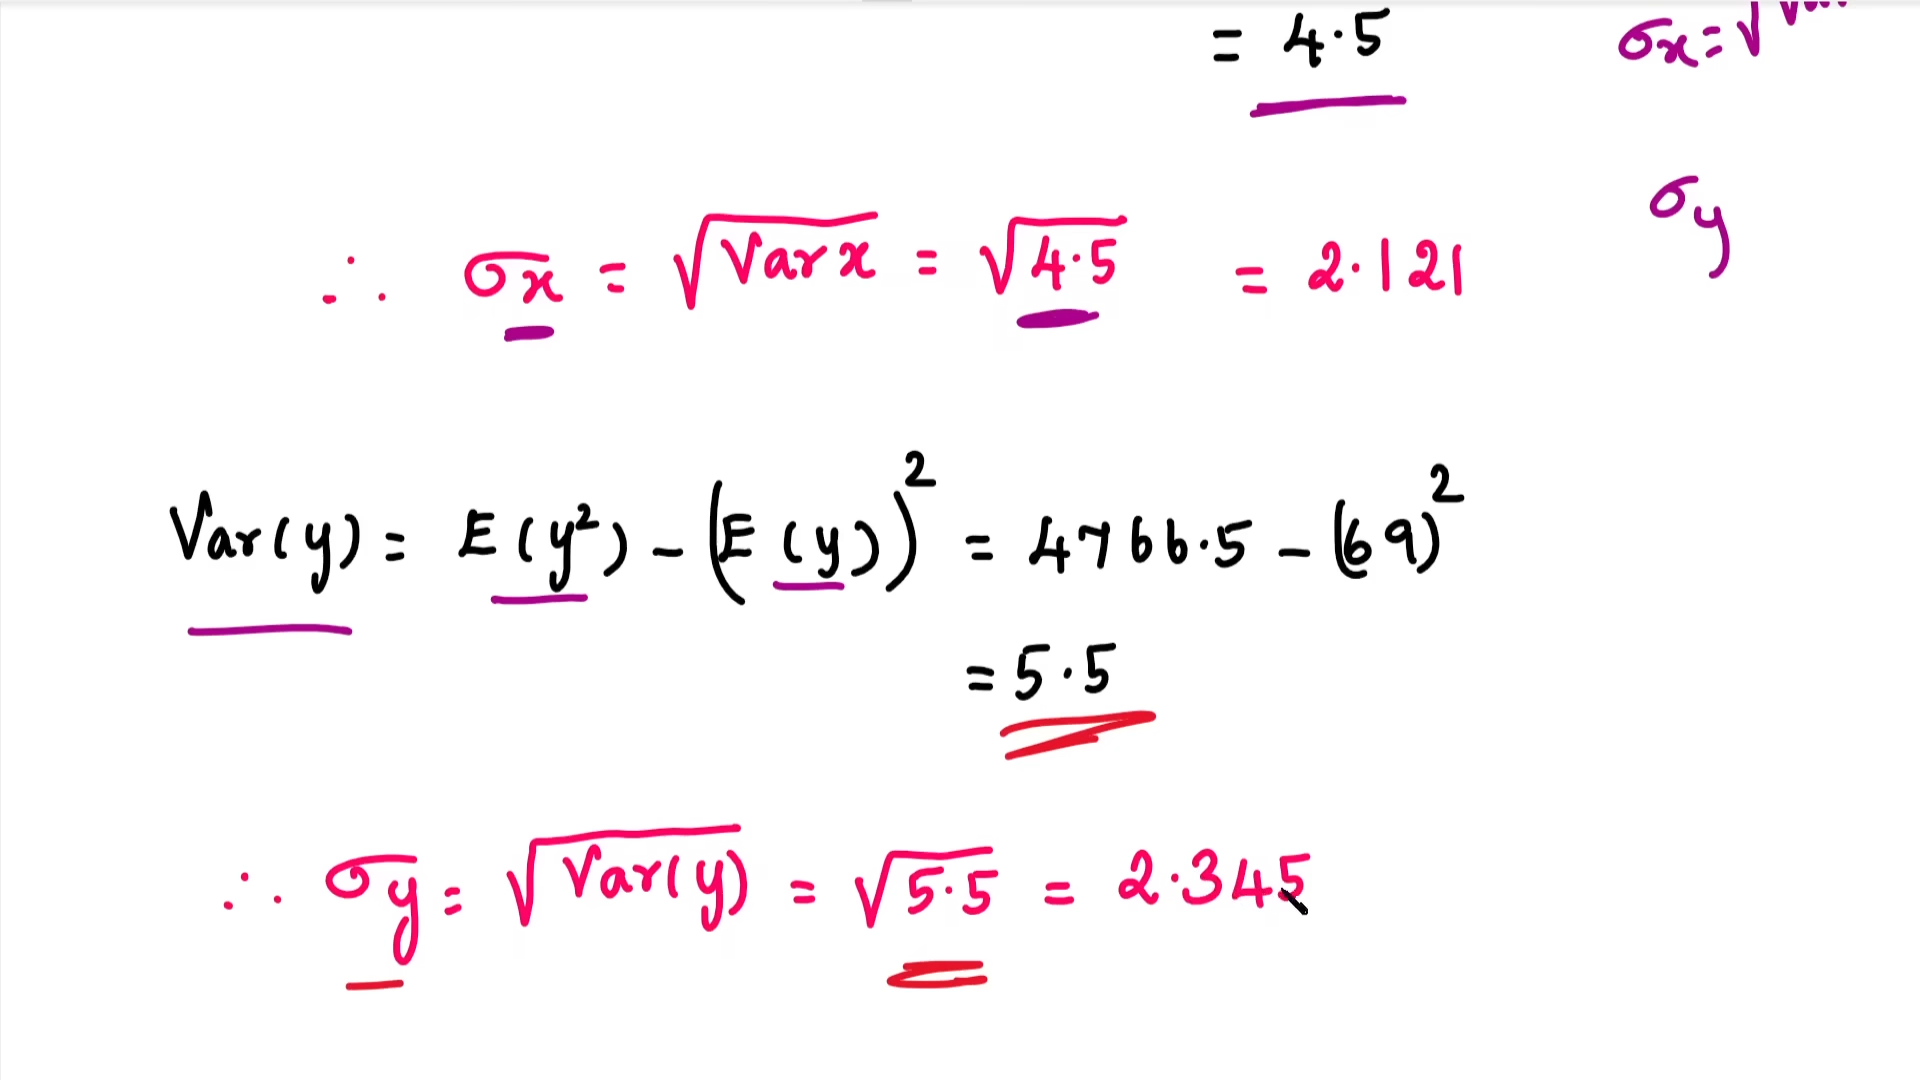 = 4.5
σx = √
σy
∴ σx = √Var x = √4.5 = 2.121
Var(y) = E(y²) - (E(y))² = 4766.5 - (69)²
= 5.5
∴ σy = √Var(y) = √5.5 = 2.345